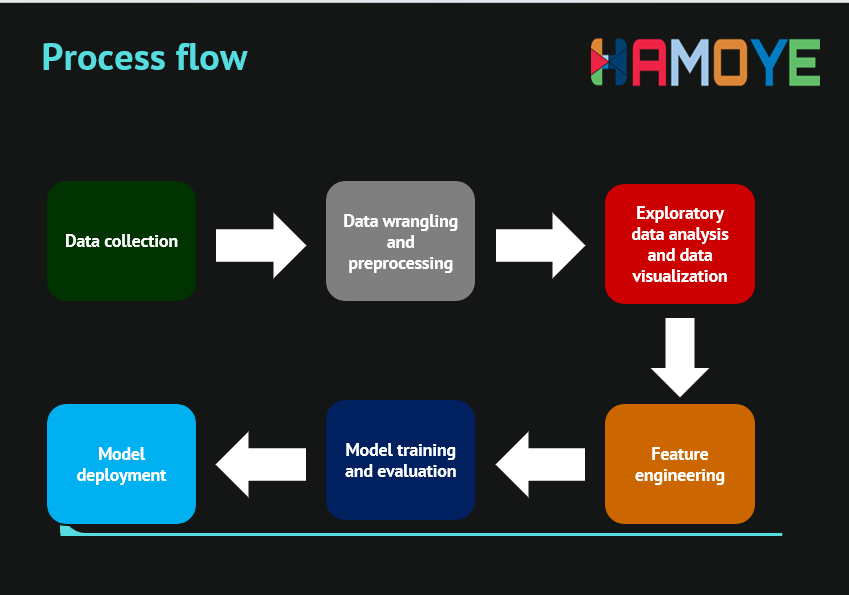 Process flow
HAMOYE
Data collection
Data wrangling
and
preprocessing
Exploratory
data analysis
and data
visualization
Feature
engineering
Model training
and evaluation
Model
deployment